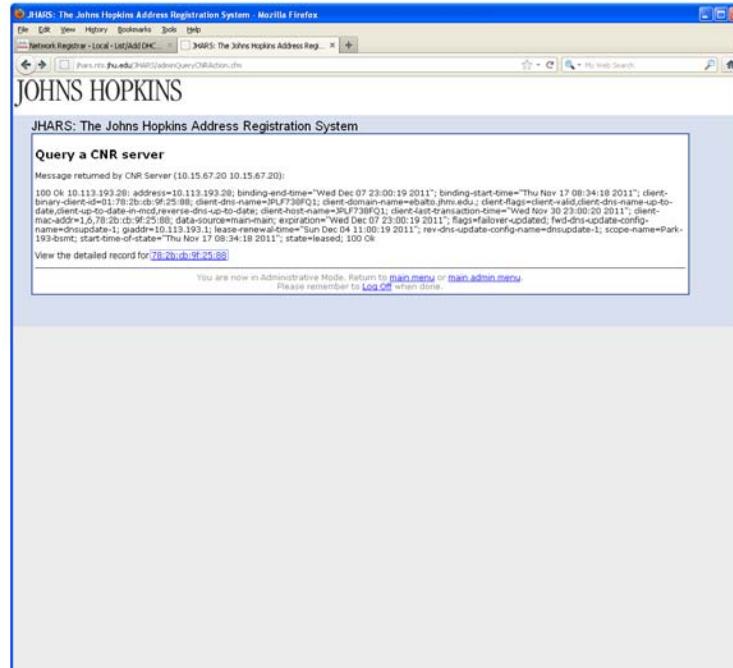 JHARS: The Johns Hopkins Address Registration System - Mozilla Firefox
File Edit View History Bookmarks Tools Help
Network Registrar - Local - List/Add DHC... × JHARS: The Johns Hopkins Address Regi... × +
jhars.nts.jhu.edu/JHARS/adminQueryCNRAction.cfm My Web Search
JOHNS HOPKINS
JHARS: The Johns Hopkins Address Registration System
Query a CNR server
Message returned by CNR Server (10.15.67.20 10.15.67.20):
100 Ok 10.113.193.28: address=10.113.193.28; binding-end-time="Wed Dec 07 23:00:19 2011"; binding-start-time="Thu Nov 17 08:34:18 2011"; client-
binary-client-id=01:78:2b:cb:9f:25:88; client-dns-name=JPLF738FQ1; client-domain-name=ebalto.jhmi.edu.; client-flags=client-valid,client-dns-name-up-to-
date,client-up-to-date-in-mcd,reverse-dns-up-to-date; client-host-name=JPLF738FQ1; client-last-transaction-time="Wed Nov 30 23:00:20 2011"; client-
mac-addr=1,6,78:2b:cb:9f:25:88; data-source=main-main; expiration="Wed Dec 07 23:00:19 2011"; flags=failover-updated; fwd-dns-update-config-
name=dnsupdate-1; giaddr=10.113.193.1; lease-renewal-time="Sun Dec 04 11:00:19 2011"; rev-dns-update-config-name=dnsupdate-1; scope-name=Park-
193-bsmt; start-time-of-state="Thu Nov 17 08:34:18 2011"; state=leased; 100 Ok
View the detailed record for 78:2b:cb:9f:25:88
You are now in Administrative Mode. Return to main menu or main admin menu.
Please remember to Log Off when done.